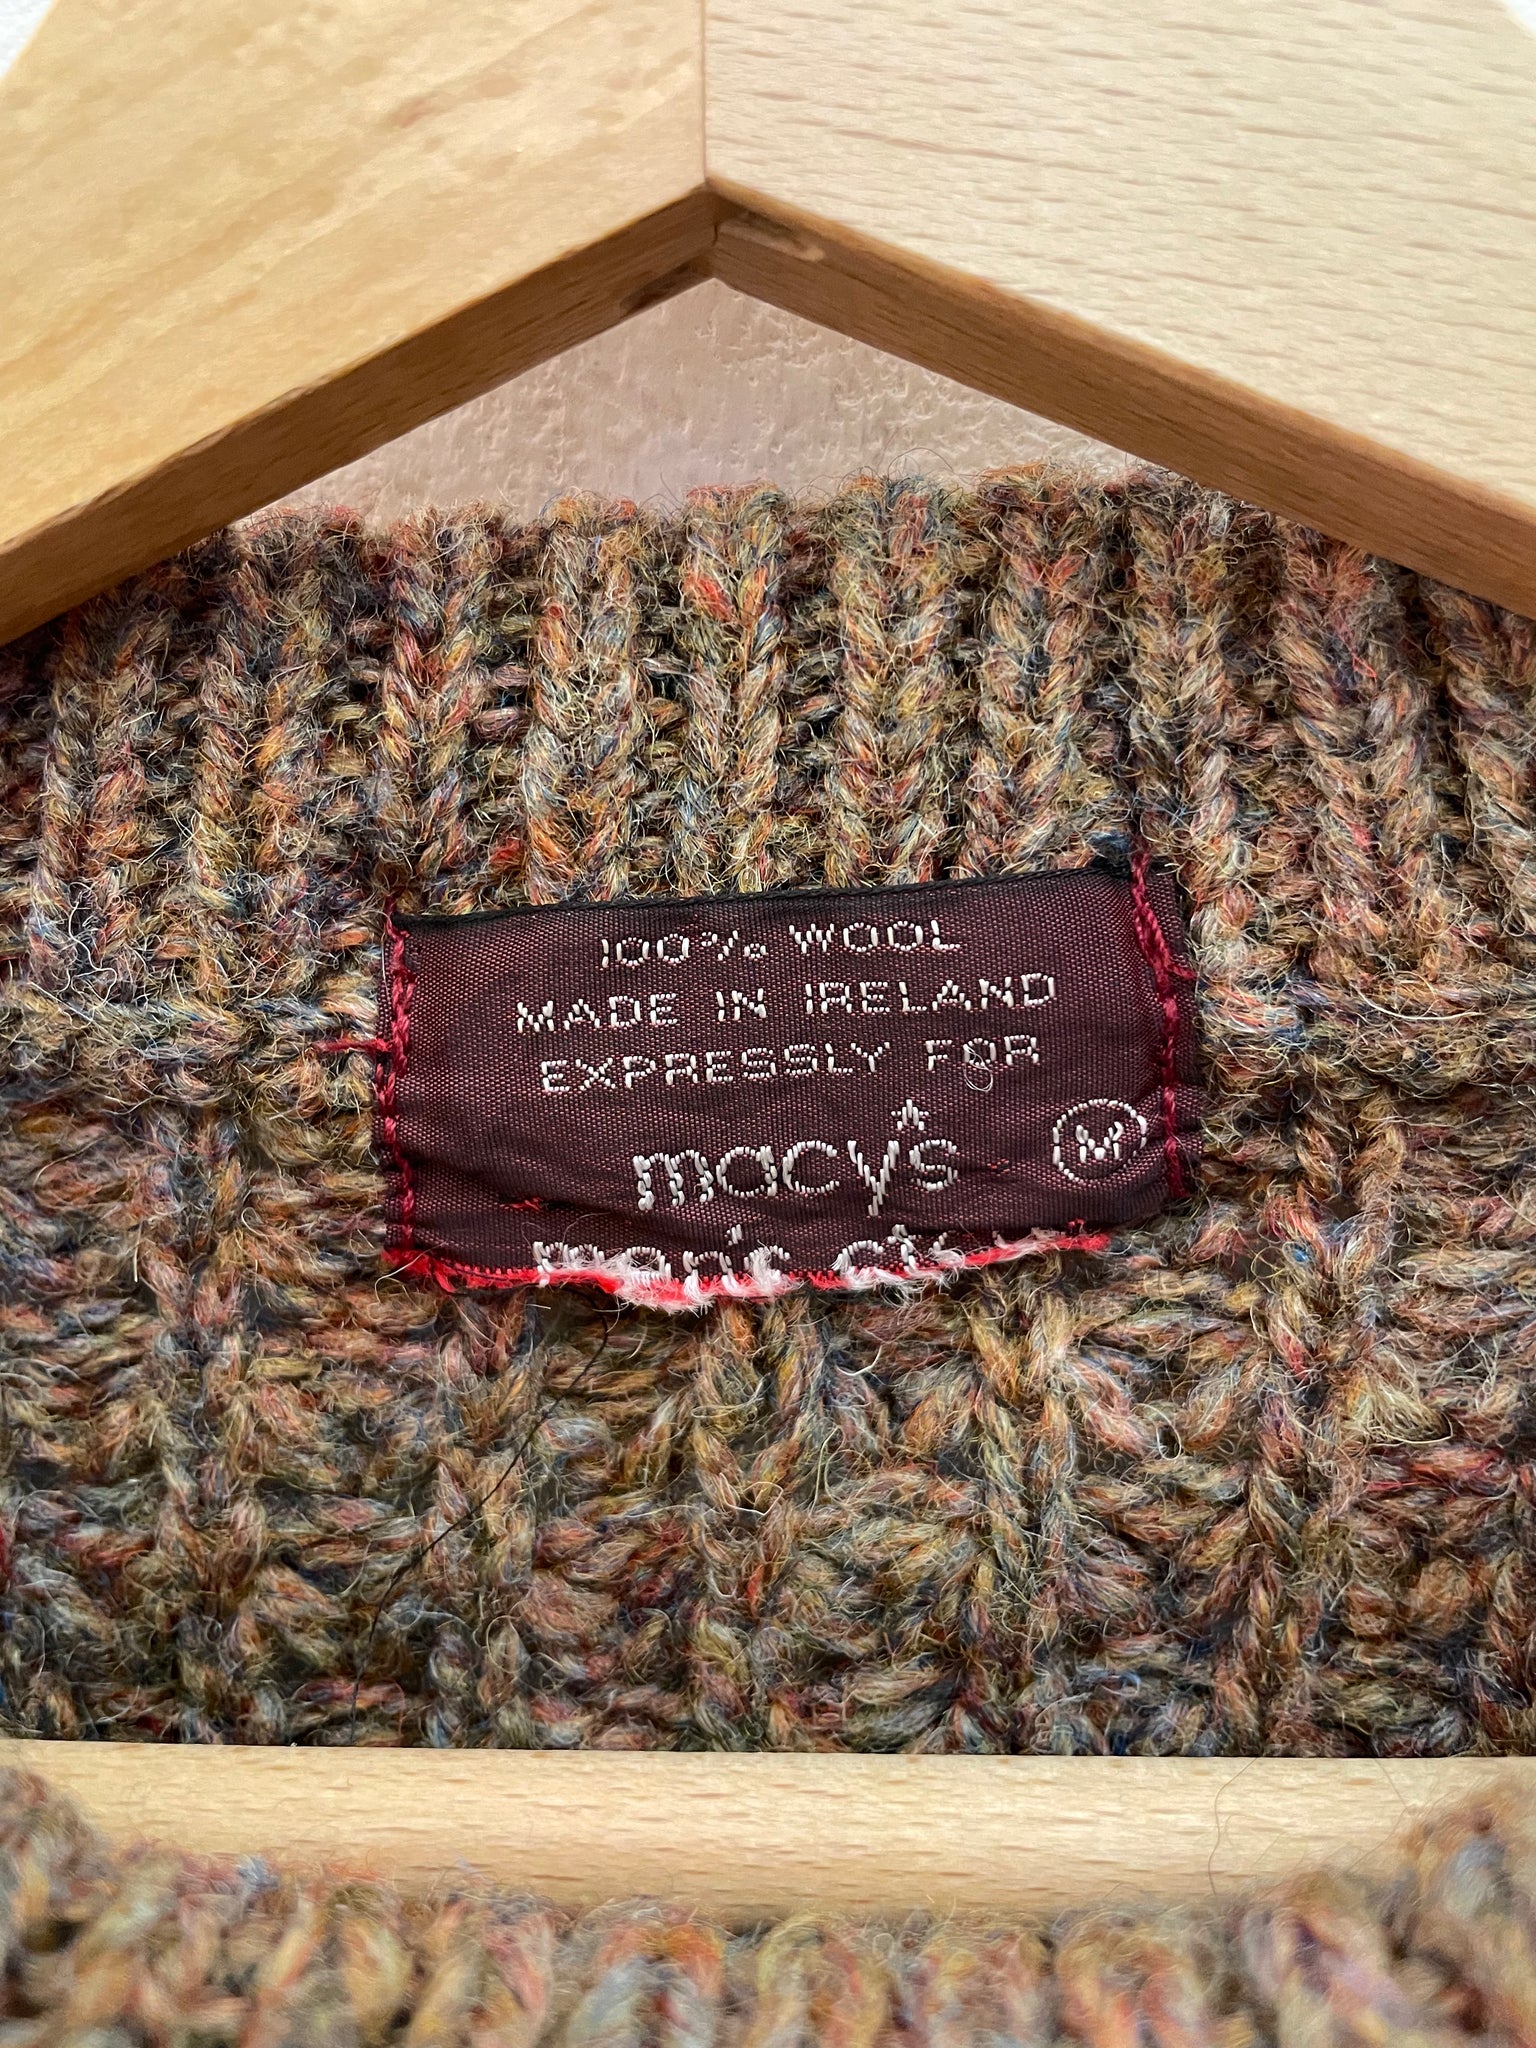 100% WOOL
MADE IN IRELAND
EXPRESSLY FOR
macy★s
M